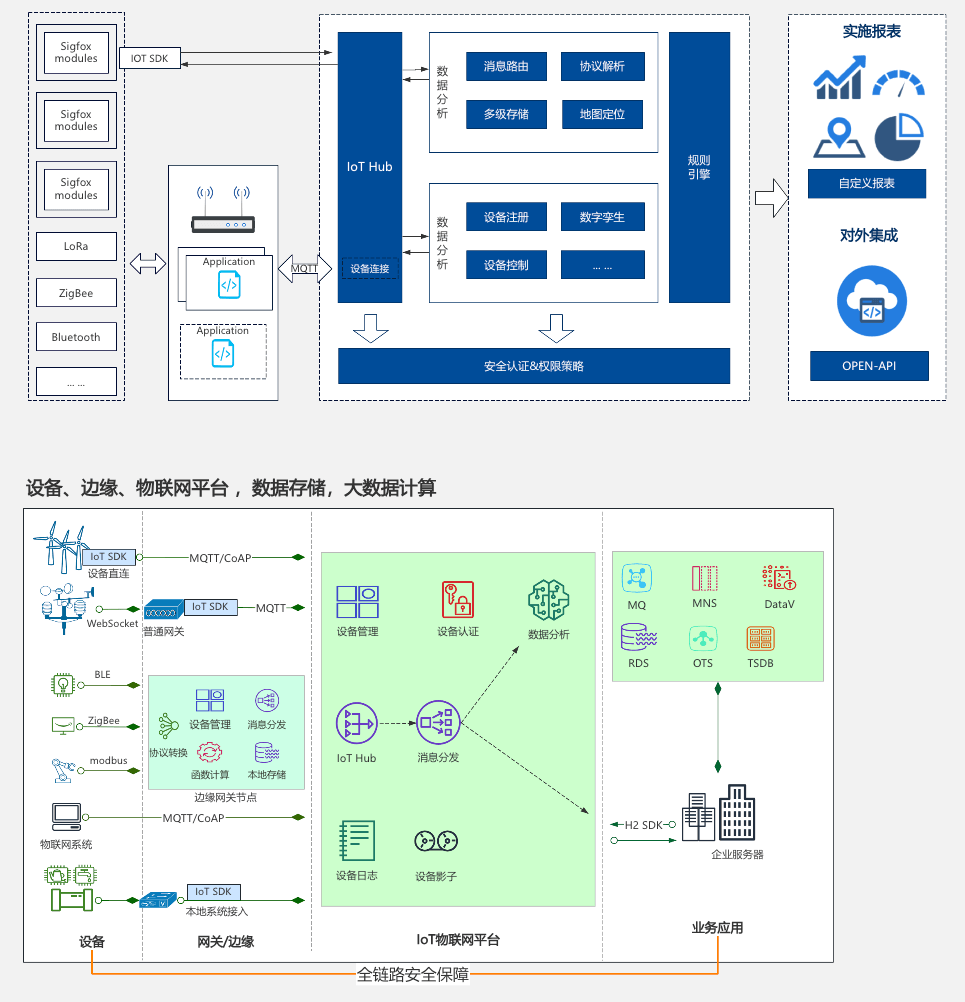 Sigfox
modules
IOT SDK
Sigfox
modules
Sigfox
modules
LoRa
ZigBee
Bluetooth
... ...
Application
Application
MQTT
IoT Hub
设备连接
数据分析
消息路由
协议解析
多级存储
地图定位
数据分析
设备注册
数字孪生
设备控制
... ...
规则
引擎
安全认证&权限策略
实施报表
自定义报表
对外集成
OPEN-API
设备、边缘、物联网平台，数据存储，大数据计算
IoT SDK
设备直连
MQTT/CoAP
WebSocket
IoT SDK
MQTT
普通网关
BLE
ZigBee
modbus
设备管理
消息分发
协议转换
函数计算
本地存储
边缘网关节点
物联网系统
MQTT/CoAP
IoT SDK
本地系统接入
设备管理
设备认证
数据分析
IoT Hub
消息分发
设备日志
设备影子
MQ
MNS
DataV
RDS
OTS
TSDB
H2 SDK
企业服务器
设备
网关/边缘
IoT物联网平台
业务应用
全链路安全保障